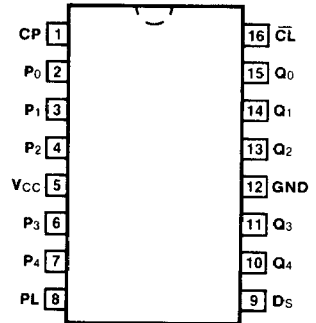 CP 1 16 C̅L̅
P₀ 2 15 Q₀
P₁ 3 14 Q₁
P₂ 4 13 Q₂
VCC 5 12 GND
P₃ 6 11 Q₃
P₄ 7 10 Q₄
PL 8 9 DS